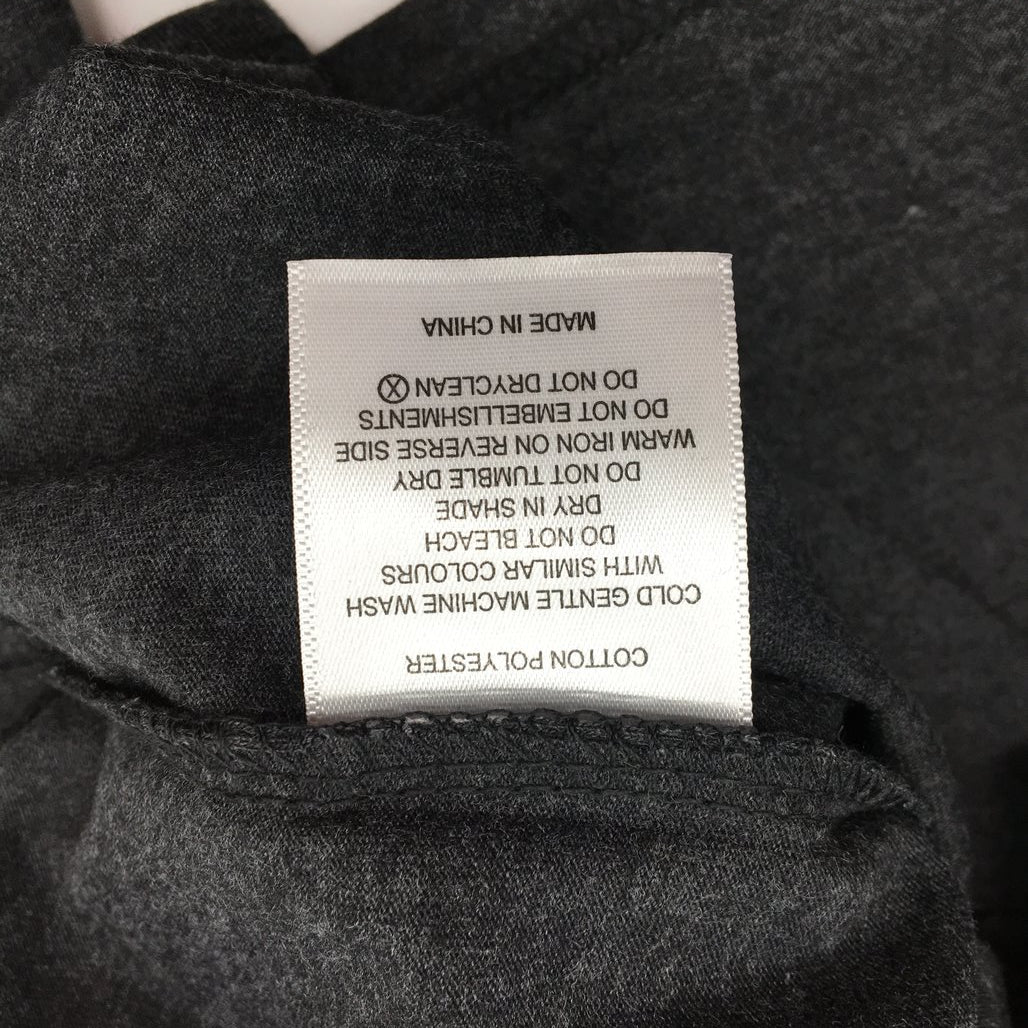 COTTON POLYESTER
COLD GENTLE MACHINE WASH
WITH SIMILAR COLOURS
DO NOT BLEACH
DRY IN SHADE
DO NOT TUMBLE DRY
WARM IRON ON REVERSE SIDE
DO NOT EMBELLISHMENTS
DO NOT DRYCLEAN Ⓧ
MADE IN CHINA